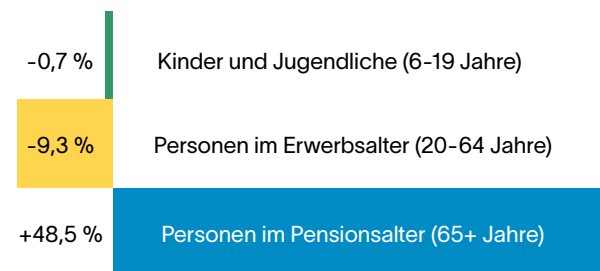 -0,7 % Kinder und Jugendliche (6-19 Jahre)
-9,3 % Personen im Erwerbsalter (20-64 Jahre)
+48,5 % Personen im Pensionsalter (65+ Jahre)